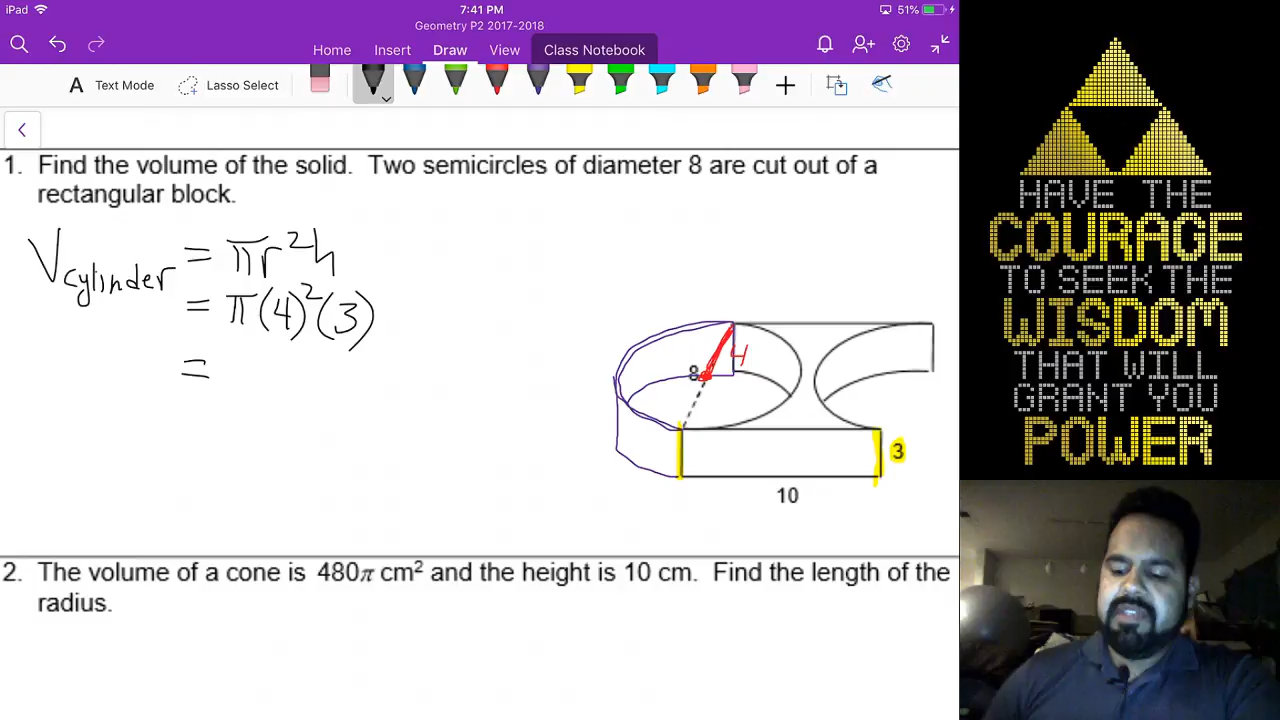 iPad 7:41 PM 51%
Geometry P2 2017-2018
Home Insert Draw View Class Notebook
Text Mode Lasso Select
1. Find the volume of the solid. Two semicircles of diameter 8 are cut out of a
rectangular block.
V cylinder = πr²h
= π(4)²(3)
=
4
8
3
10
2. The volume of a cone is 480π cm² and the height is 10 cm. Find the length of the
radius.
HAVE THE
COURAGE
TO SEEK THE
WISDOM
THAT WILL
GRANT YOU
POWER